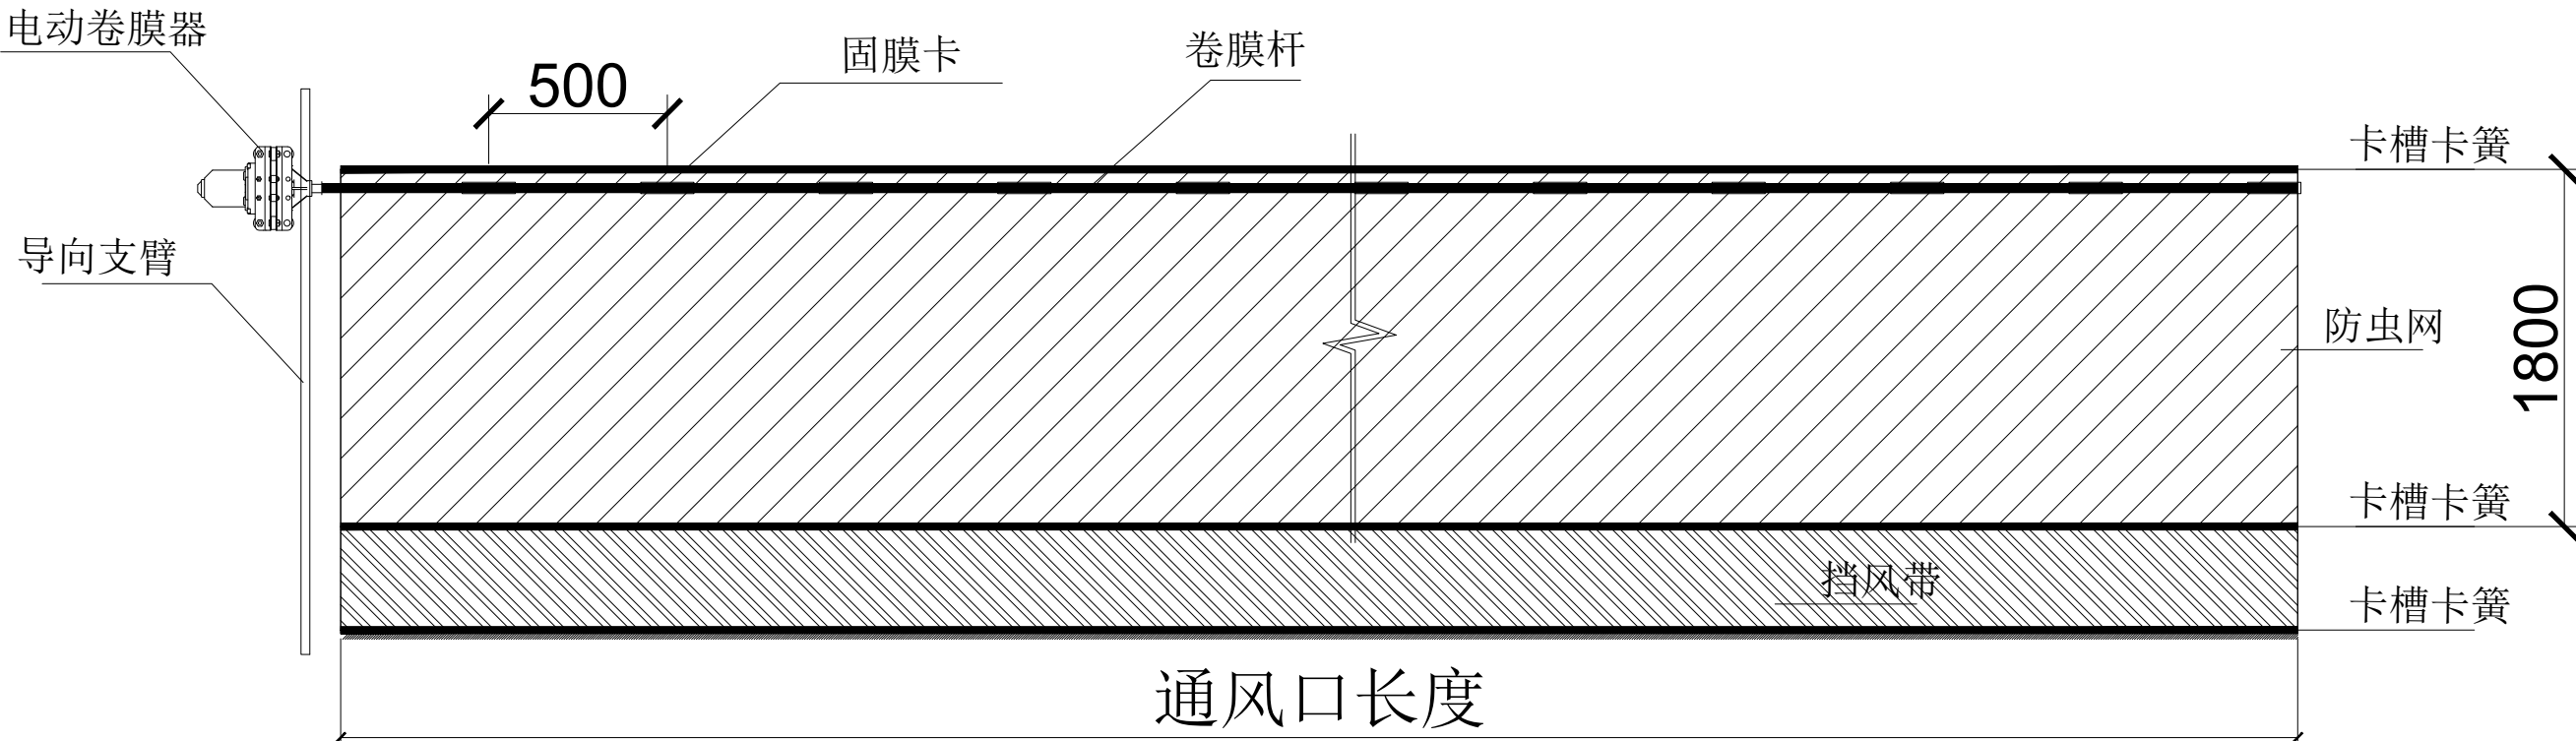 电动卷膜器
500
固膜卡
卷膜杆
卡槽卡簧
导向支臂
防虫网
1800
卡槽卡簧
挡风带
卡槽卡簧
通风口长度